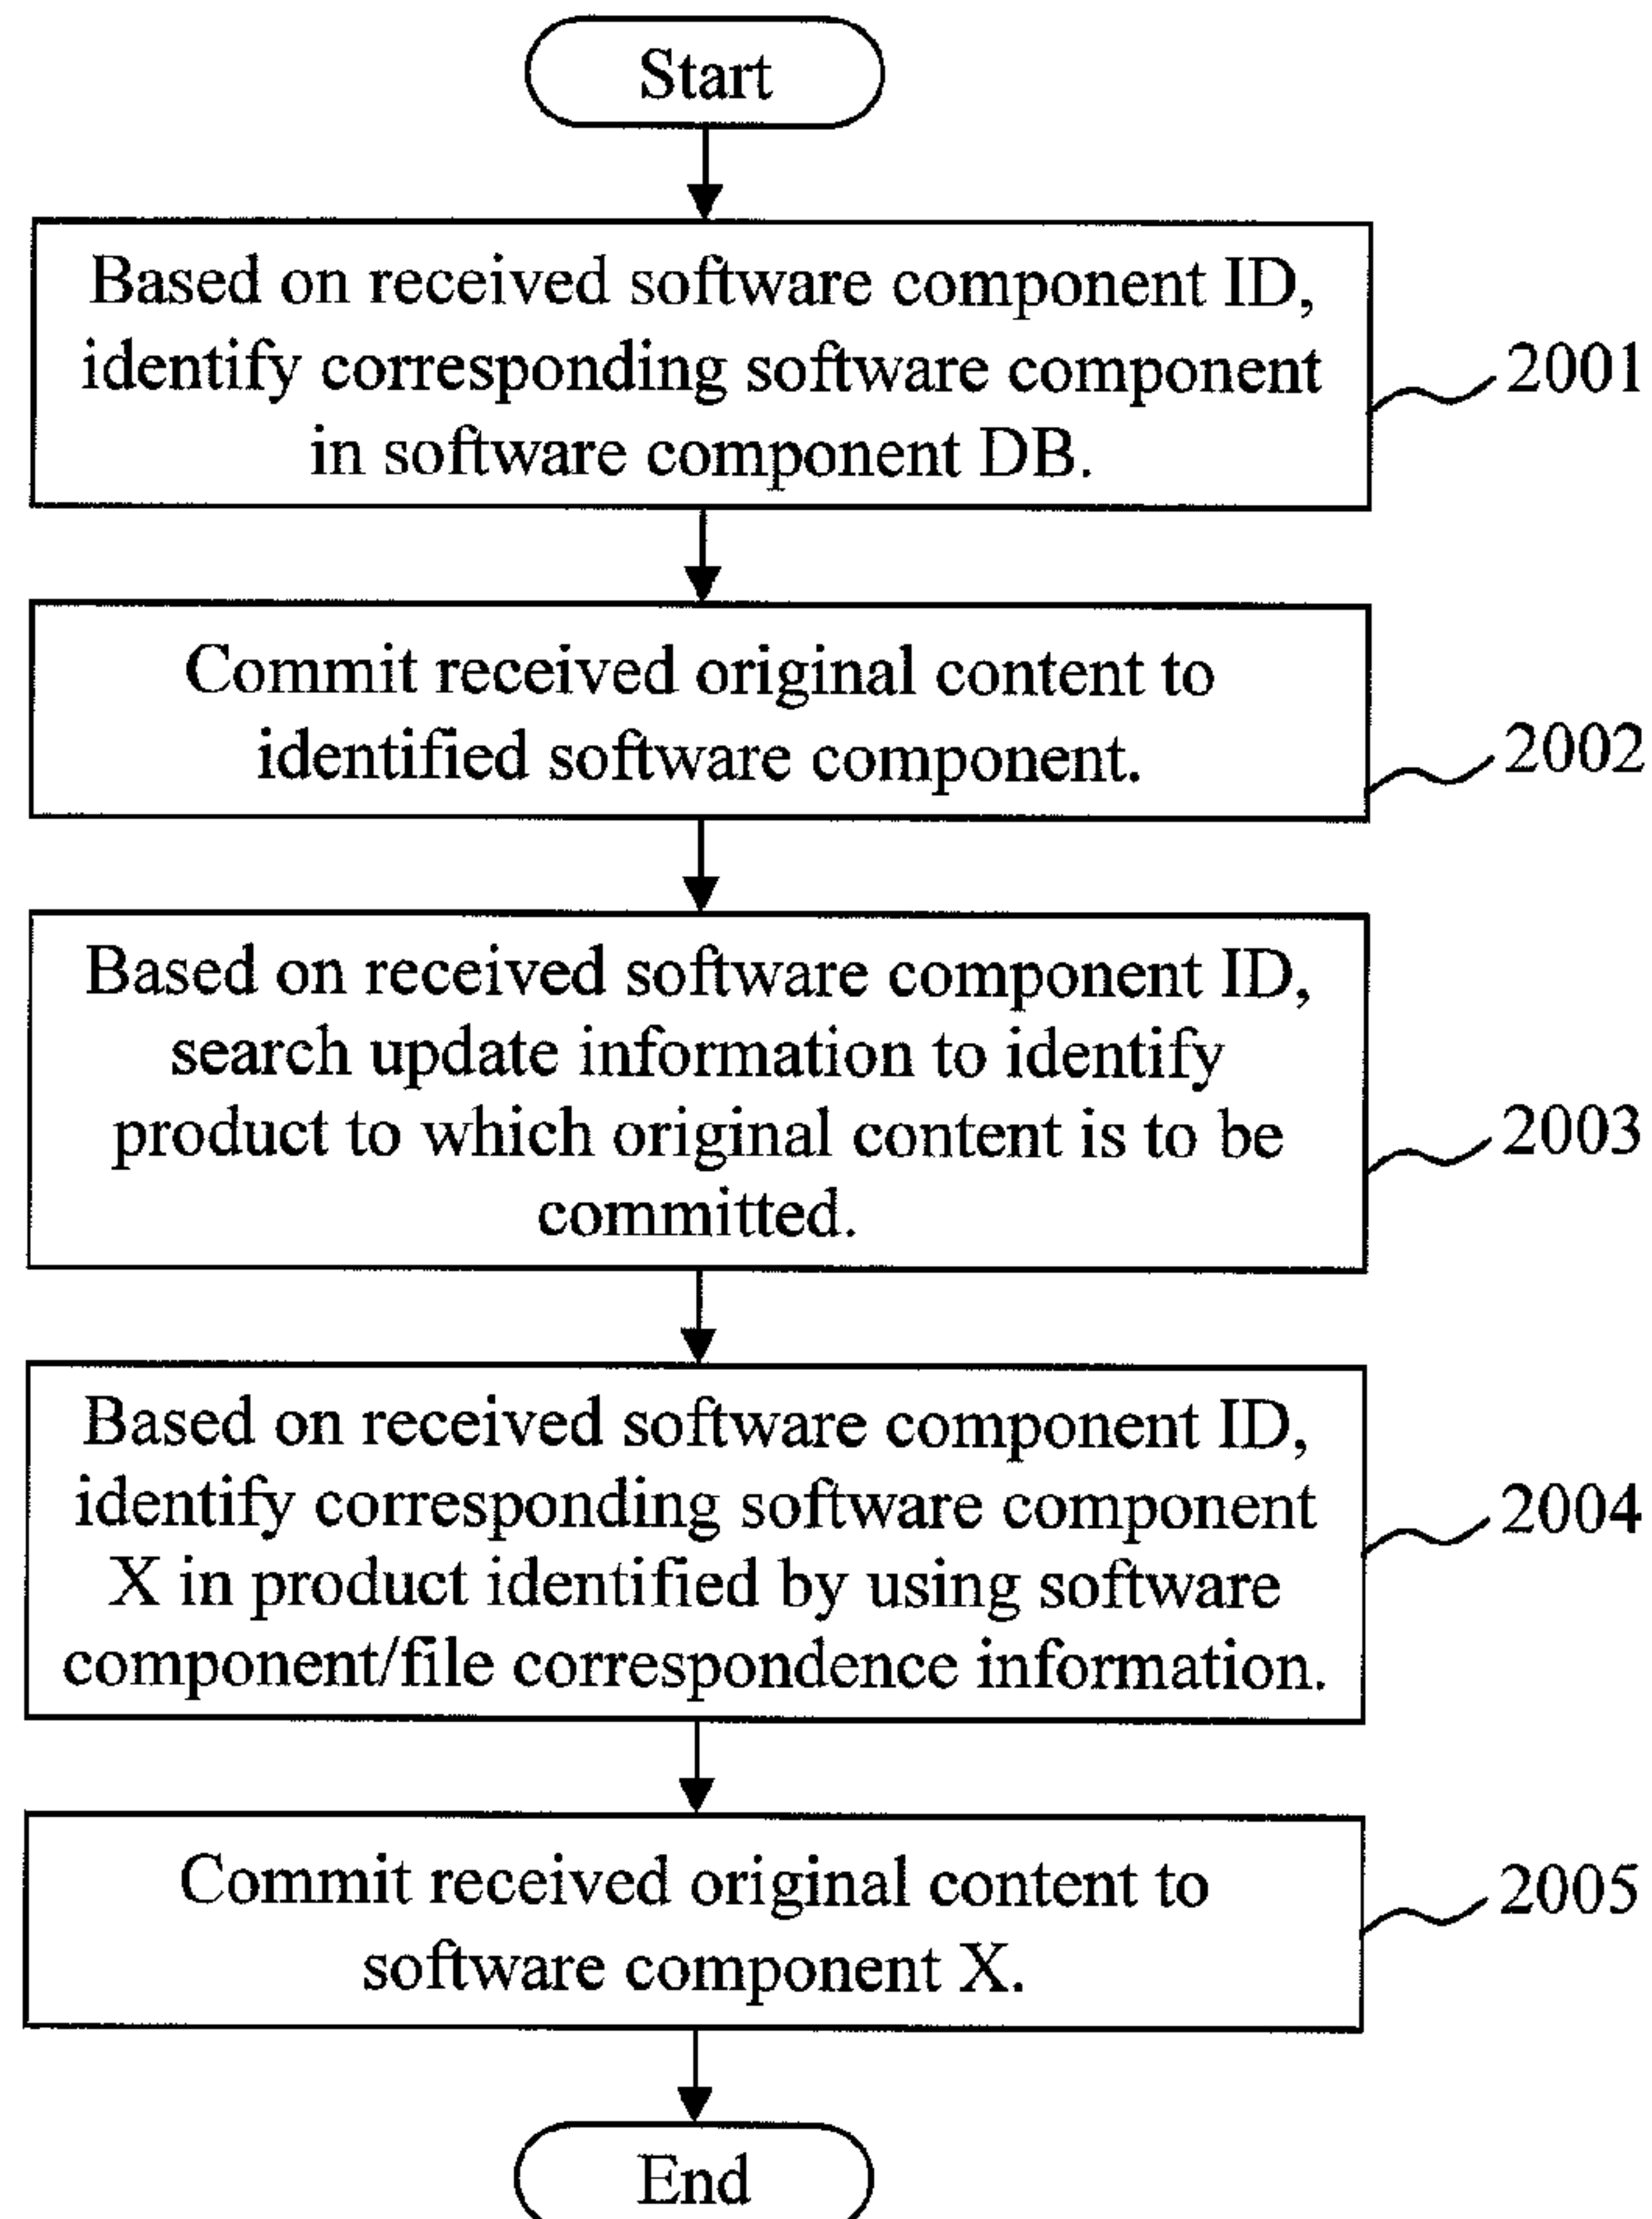 Start
Based on received software component ID,
identify corresponding software component
in software component DB.
2001
Commit received original content to
identified software component.
2002
Based on received software component ID,
search update information to identify
product to which original content is to be
committed.
2003
Based on received software component ID,
identify corresponding software component
X in product identified by using software
component/file correspondence information.
2004
Commit received original content to
software component X.
2005
End